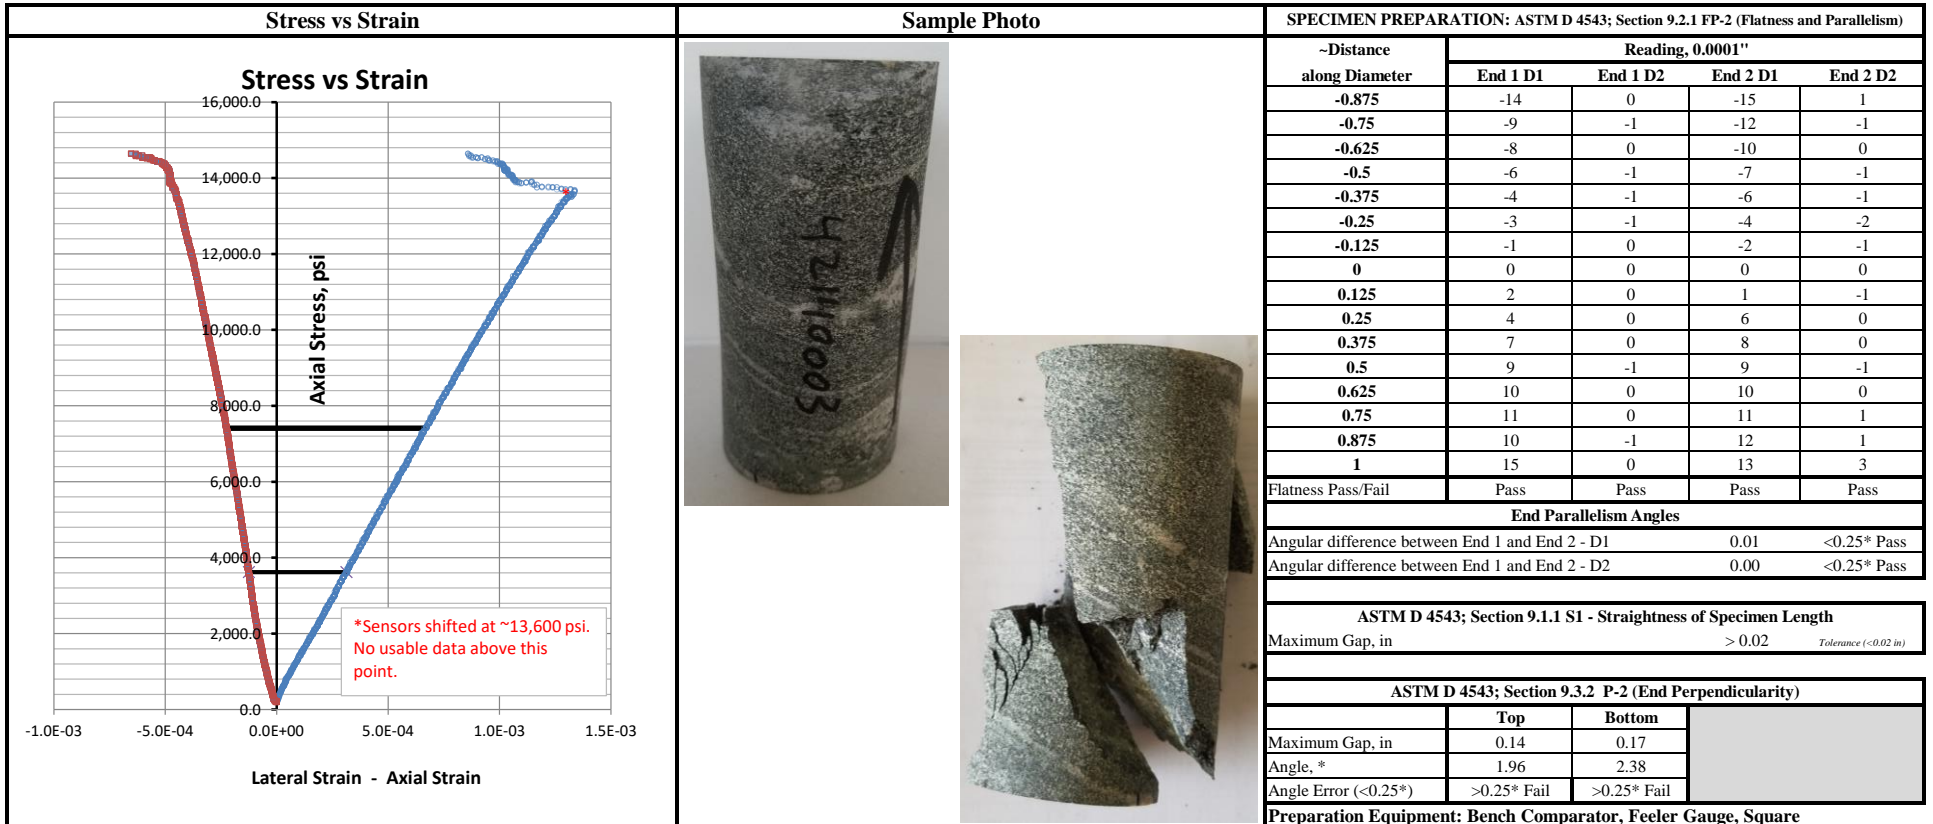 Stress vs Strain
Sample Photo
SPECIMEN PREPARATION: ASTM D 4543; Section 9.2.1 FP-2 (Flatness and Parallelism)
Stress vs Strain
16,000.0
14,000.0
12,000.0
10,000.0
8,000.0
6,000.0
4,000.0
2,000.0
0.0
Axial Stress, psi
*Sensors shifted at ~13,600 psi.
No usable data above this
point.
-1.0E-03 -5.0E-04 0.0E+00 5.0E-04 1.0E-03 1.5E-03
Lateral Strain - Axial Strain
~Distance Reading, 0.0001"
along Diameter End 1 D1 End 1 D2 End 2 D1 End 2 D2
-0.875 -14 0 -15 1
-0.75 -9 -1 -12 -1
-0.625 -8 0 -10 0
-0.5 -6 -1 -7 -1
-0.375 -4 -1 -6 -1
-0.25 -3 -1 -4 -2
-0.125 -1 0 -2 -1
0 0 0 0 0
0.125 2 0 1 -1
0.25 4 0 6 0
0.375 7 0 8 0
0.5 9 -1 9 -1
0.625 10 0 10 0
0.75 11 0 11 1
0.875 10 -1 12 1
1 15 0 13 3
Flatness Pass/Fail Pass Pass Pass Pass
End Parallelism Angles
Angular difference between End 1 and End 2 - D1 0.01 <0.25* Pass
Angular difference between End 1 and End 2 - D2 0.00 <0.25* Pass
ASTM D 4543; Section 9.1.1 S1 - Straightness of Specimen Length
Maximum Gap, in > 0.02 Tolerance (<0.02 in)
ASTM D 4543; Section 9.3.2 P-2 (End Perpendicularity)
Top Bottom
Maximum Gap, in 0.14 0.17
Angle, * 1.96 2.38
Angle Error (<0.25*) >0.25* Fail >0.25* Fail
Preparation Equipment: Bench Comparator, Feeler Gauge, Square